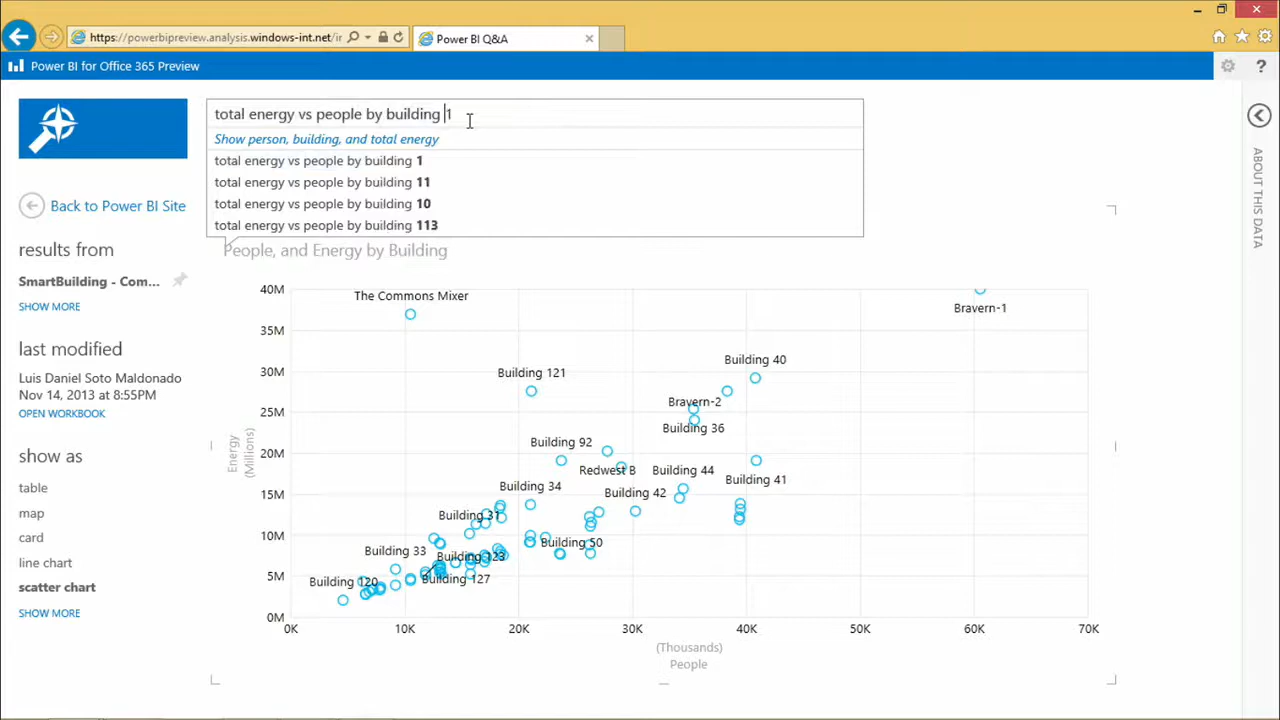 https://powerbipreview.analysis.windows-int.net/ir
Power BI Q&A
Power BI for Office 365 Preview
?
total energy vs people by building 1
Show person, building, and total energy
total energy vs people by building 1
total energy vs people by building 11
total energy vs people by building 10
total energy vs people by building 113
Back to Power BI Site
results from
SmartBuilding - Com...
SHOW MORE
last modified
Luis Daniel Soto Maldonado
Nov 14, 2013 at 8:55PM
OPEN WORKBOOK
show as
table
map
card
line chart
scatter chart
SHOW MORE
People, and Energy by Building
40M
35M
30M
25M
20M
15M
10M
5M
0M
Energy
(Millions)
The Commons Mixer
Bravern-1
Building 40
Building 121
Bravern-2
Building 36
Building 92
Redwest B
Building 44
Building 41
Building 34
Building 42
Building 31
Building 50
Building 33
Building 123
Building 120
Building 127
0K
10K
20K
30K
40K
50K
60K
70K
(Thousands)
People
ABOUT THIS DATA